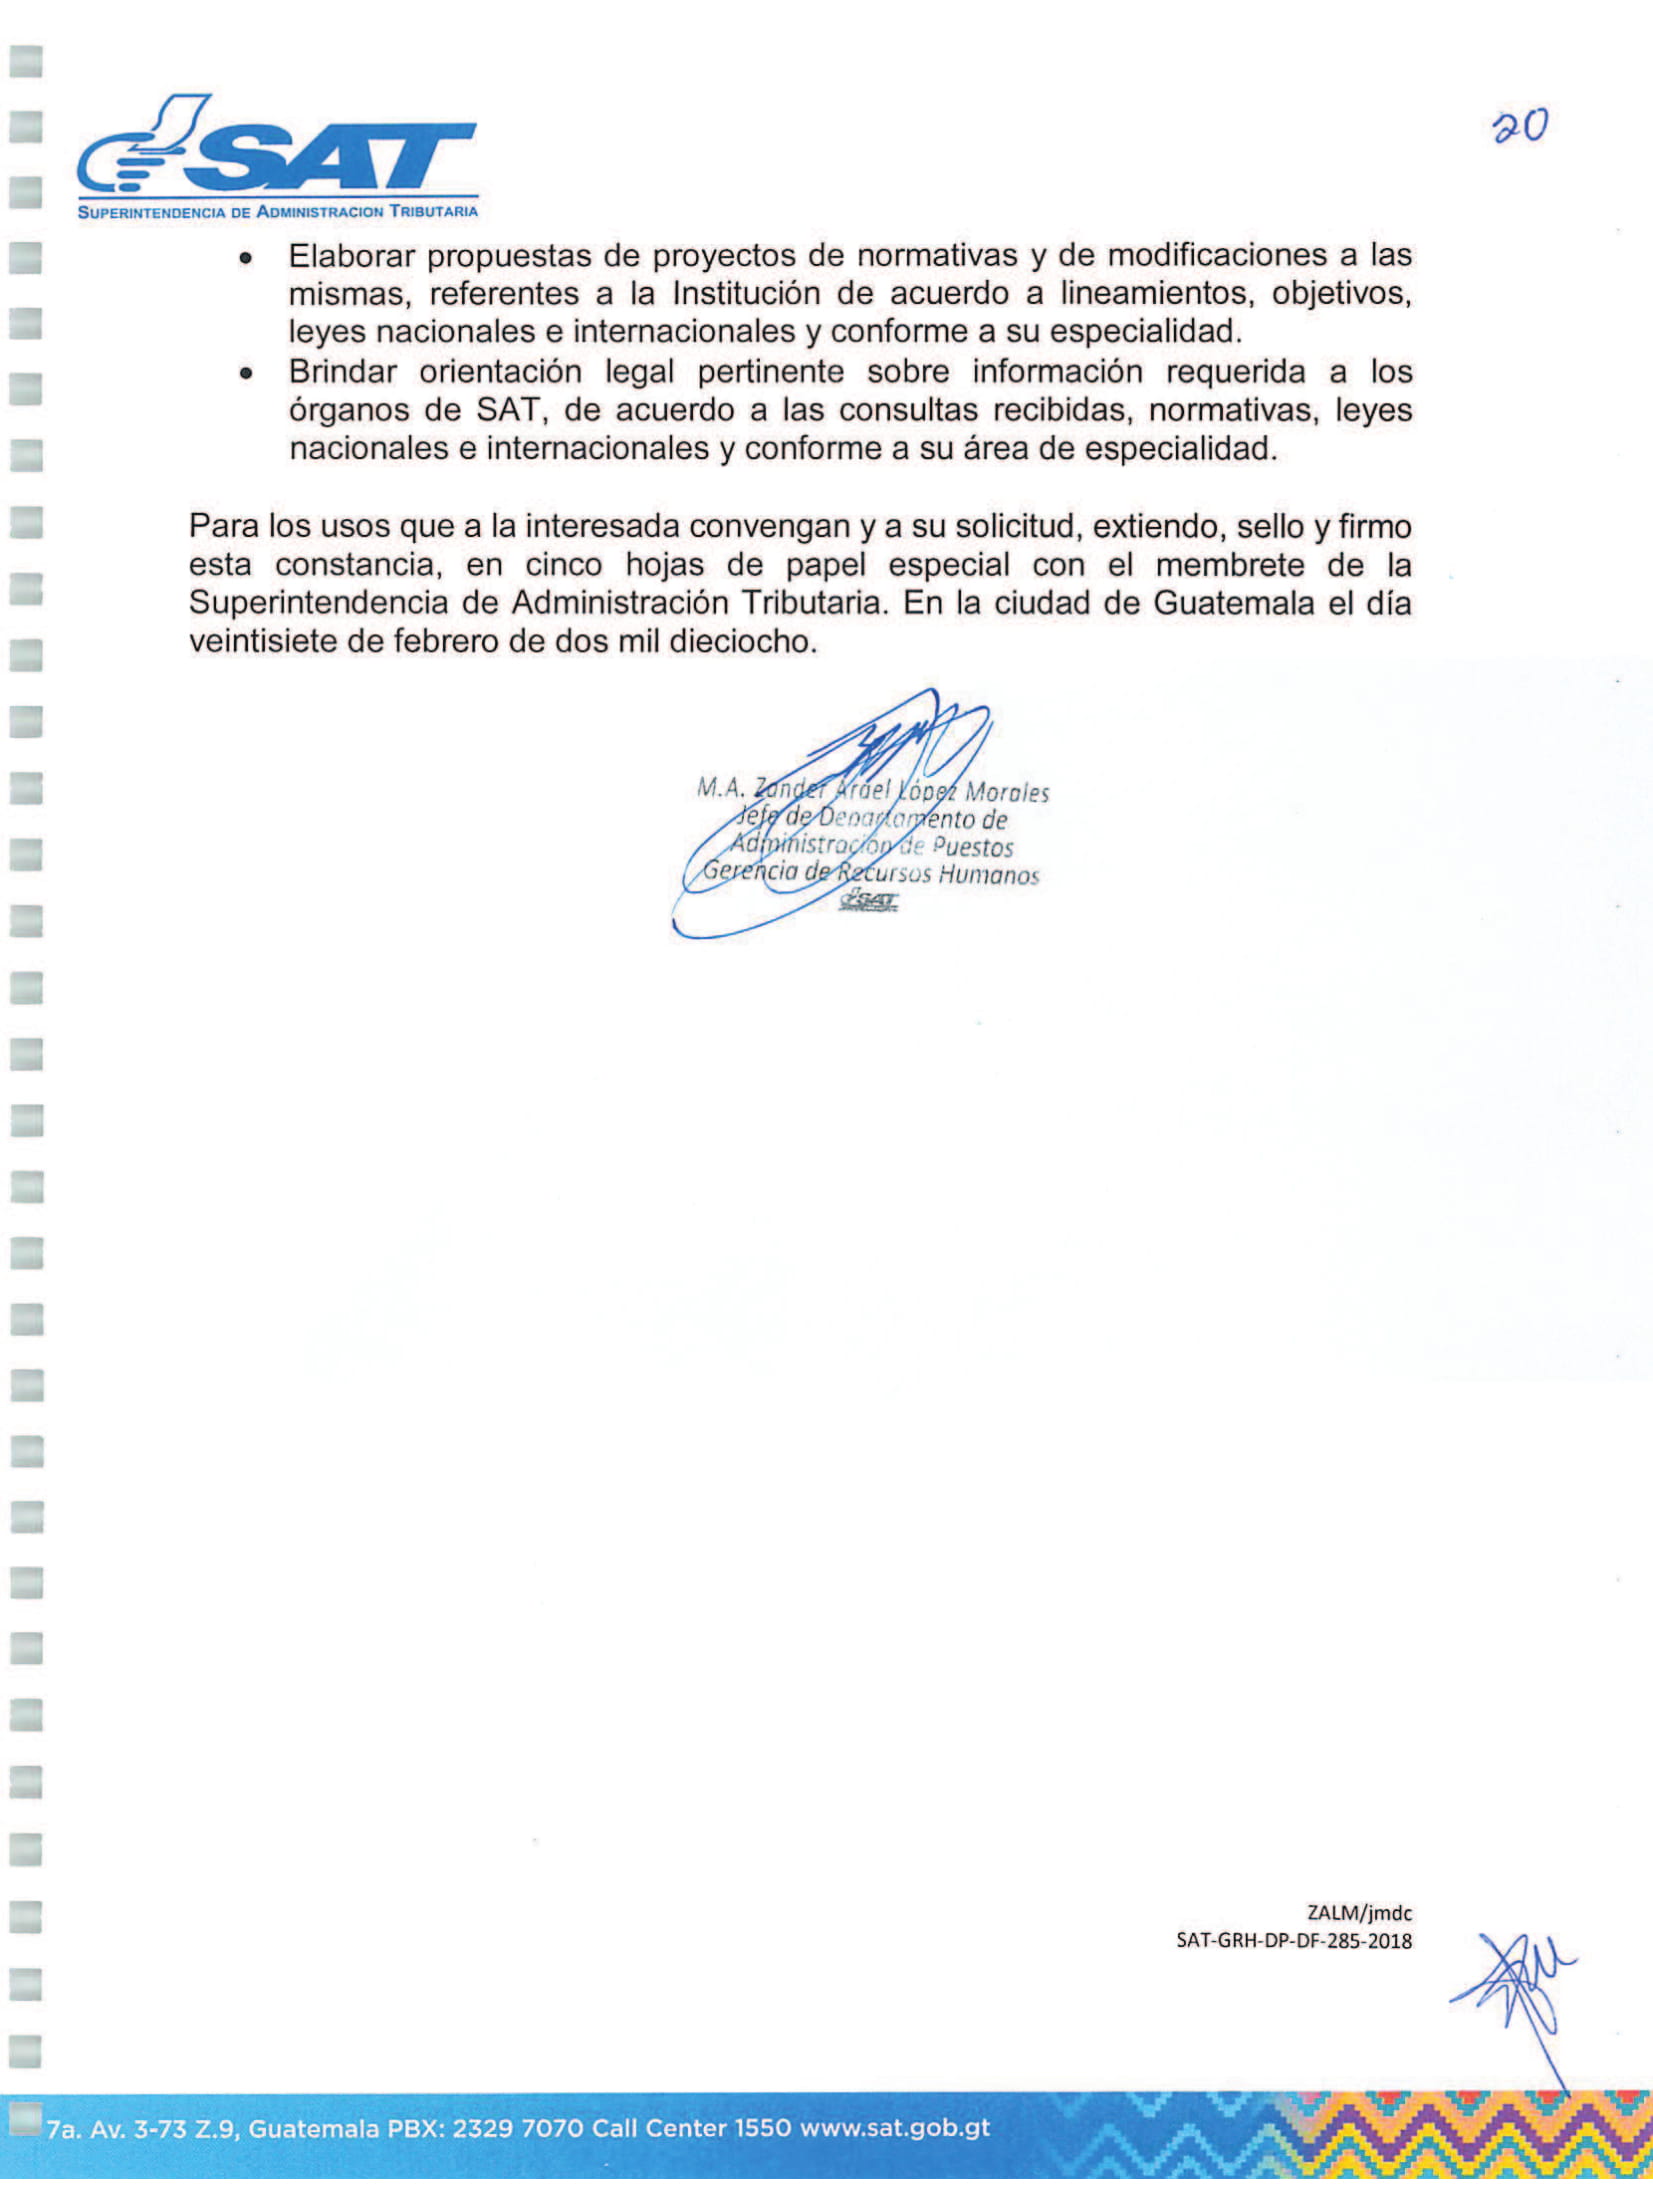 20
SAT
SUPERINTENDENCIA DE ADMINISTRACION TRIBUTARIA
• Elaborar propuestas de proyectos de normativas y de modificaciones a las
mismas, referentes a la Institución de acuerdo a lineamientos, objetivos,
leyes nacionales e internacionales y conforme a su especialidad.
• Brindar orientación legal pertinente sobre información requerida a los
órganos de SAT, de acuerdo a las consultas recibidas, normativas, leyes
nacionales e internacionales y conforme a su área de especialidad.
Para los usos que a la interesada convengan y a su solicitud, extiendo, sello y firmo
esta constancia, en cinco hojas de papel especial con el membrete de la
Superintendencia de Administración Tributaria. En la ciudad de Guatemala el día
veintisiete de febrero de dos mil dieciocho.
M.A. Zander Arael López Morales
Jefe de Departamento de
Administración de Puestos
Gerencia de Recursos Humanos
SAT
ZALM/jmdc
SAT-GRH-DP-DF-285-2018
7a. Av. 3-73 Z.9, Guatemala PBX: 2329 7070 Call Center 1550 www.sat.gob.gt